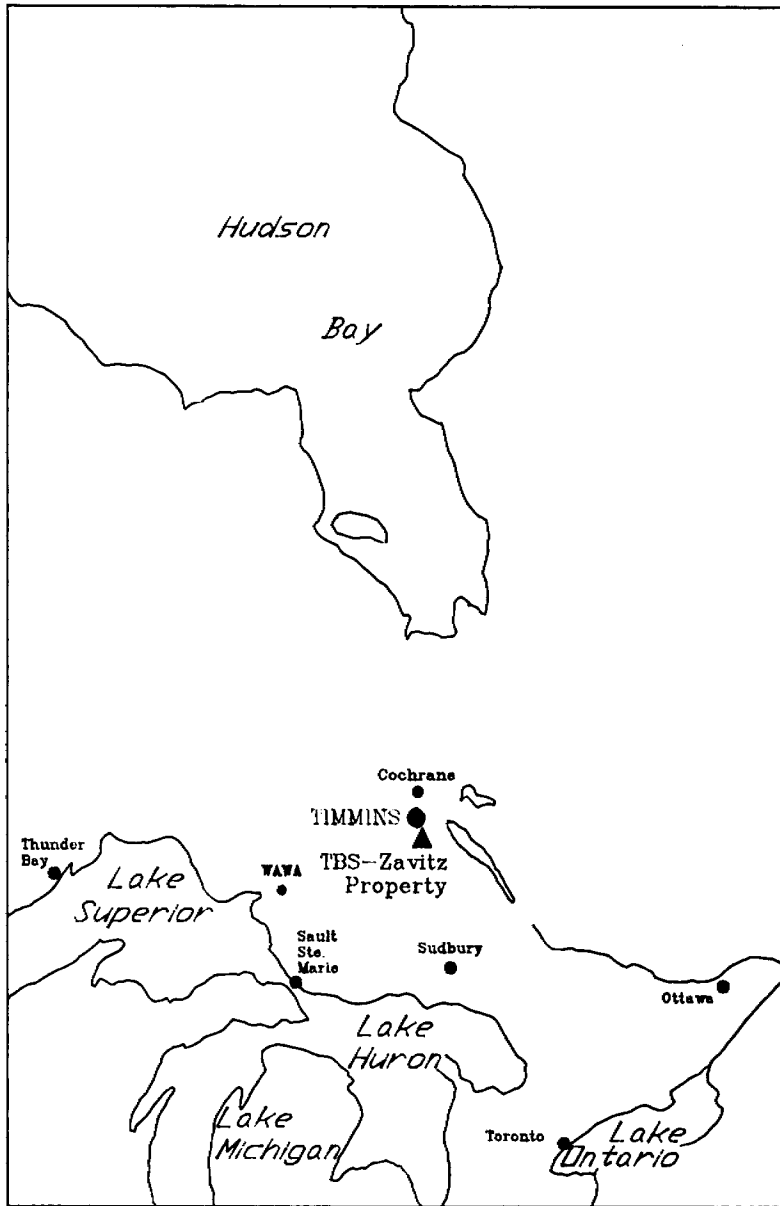 Hudson
Bay
Cochrane
TIMMINS
TBS-Zavitz
Property
Thunder
Bay
WAWA
Lake
Superior
Sault
Ste.
Marie
Sudbury
Ottawa
Lake
Huron
Lake
Michigan
Toronto
Lake
Ontario